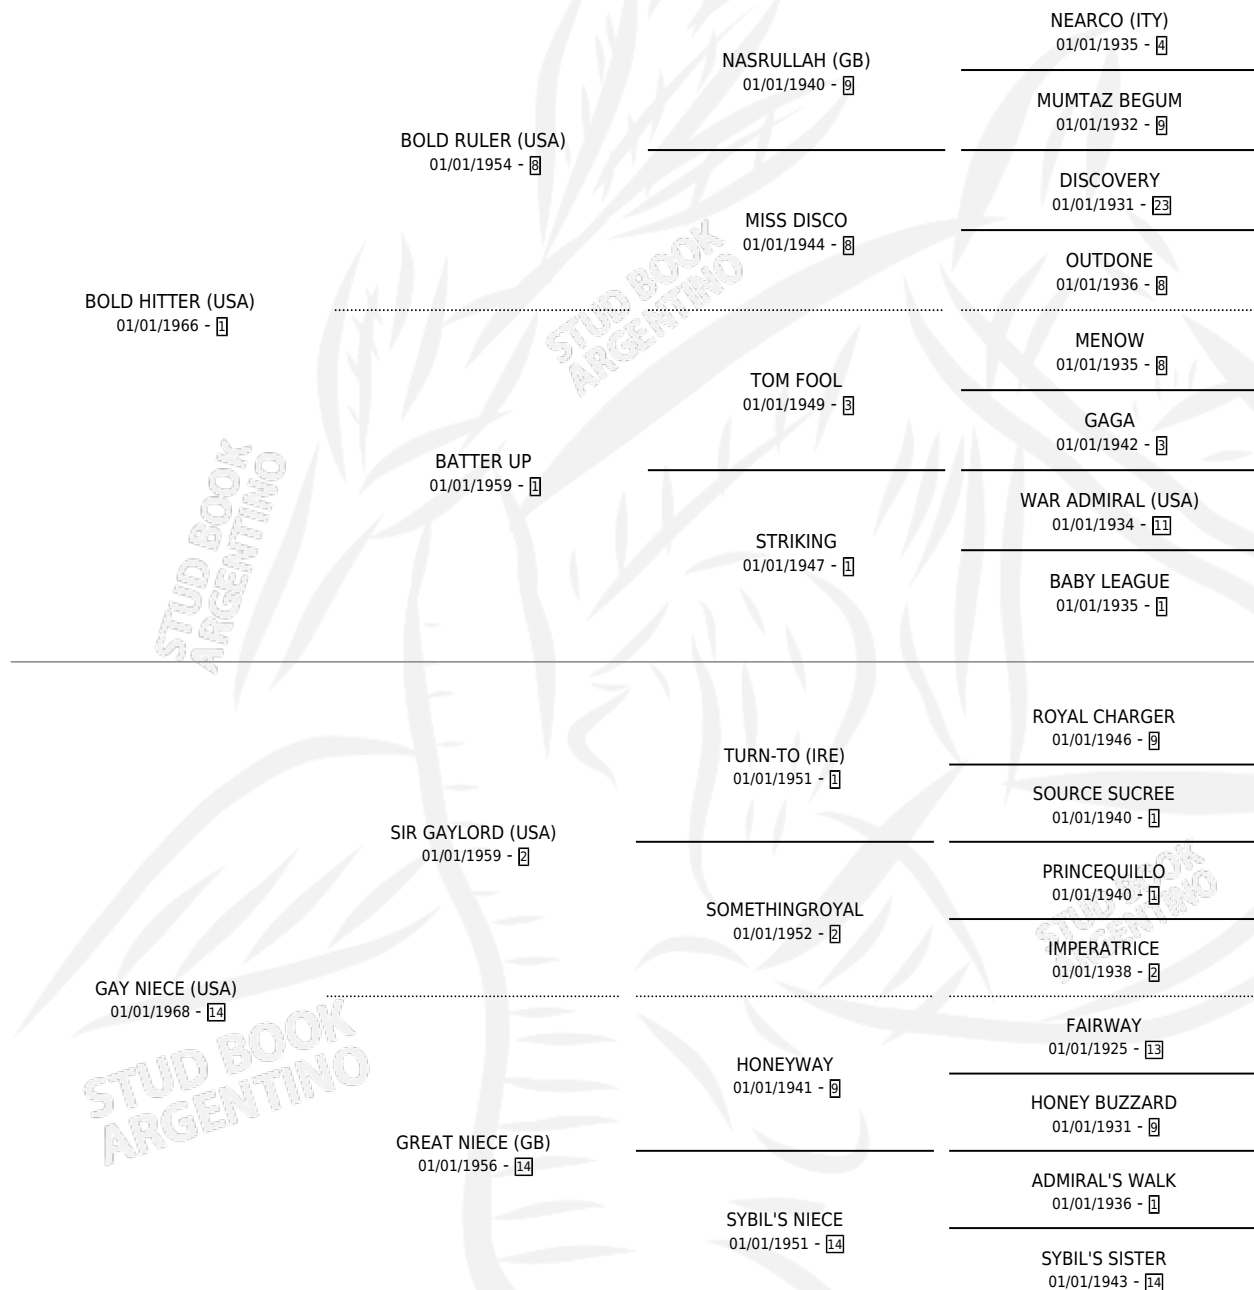 NEARCO (ITY)
01/01/1935 - 4
NASRULLAH (GB)
01/01/1940 - 9
MUMTAZ BEGUM
01/01/1932 - 9
BOLD RULER (USA)
01/01/1954 - 8
DISCOVERY
01/01/1931 - 23
MISS DISCO
01/01/1944 - 8
OUTDONE
01/01/1936 - 8
BOLD HITTER (USA)
01/01/1966 - 1
STUD BOOK
ARGENTINO
MENOW
01/01/1935 - 8
TOM FOOL
01/01/1949 - 3
GAGA
01/01/1942 - 3
BATTER UP
01/01/1959 - 1
WAR ADMIRAL (USA)
01/01/1934 - 11
STRIKING
01/01/1947 - 1
BABY LEAGUE
01/01/1935 - 1
STUD BOOK
ARGENTINO
ROYAL CHARGER
01/01/1946 - 9
TURN-TO (IRE)
01/01/1951 - 1
SOURCE SUCREE
01/01/1940 - 1
SIR GAYLORD (USA)
01/01/1959 - 2
PRINCEQUILLO
01/01/1940 - 1
SOMETHINGROYAL
01/01/1952 - 2
IMPERATRICE
01/01/1938 - 2
STUD BOOK
ARGENTINO
GAY NIECE (USA)
01/01/1968 - 14
FAIRWAY
01/01/1925 - 13
HONEYWAY
01/01/1941 - 9
HONEY BUZZARD
01/01/1931 - 9
STUD BOOK
ARGENTINO
GREAT NIECE (GB)
01/01/1956 - 14
ADMIRAL'S WALK
01/01/1936 - 1
SYBIL'S NIECE
01/01/1951 - 14
SYBIL'S SISTER
01/01/1943 - 14